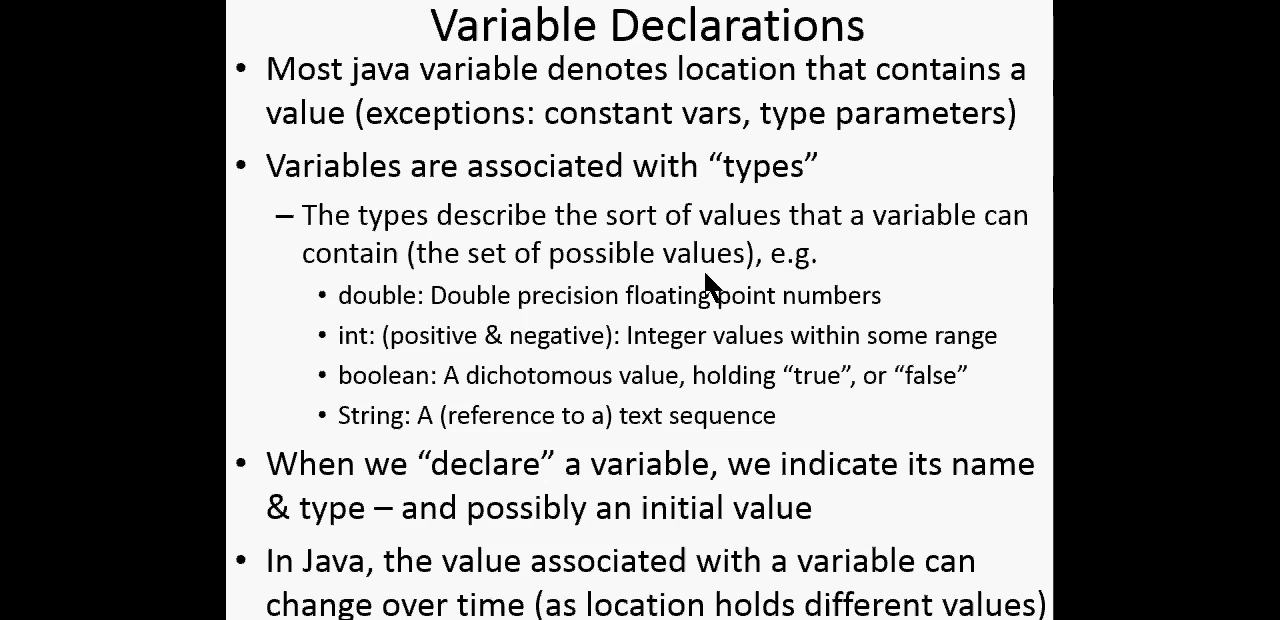 Variable Declarations
• Most java variable denotes location that contains a
value (exceptions: constant vars, type parameters)
• Variables are associated with “types”
– The types describe the sort of values that a variable can
contain (the set of possible values), e.g.
• double: Double precision floating point numbers
• int: (positive & negative): Integer values within some range
• boolean: A dichotomous value, holding “true”, or “false”
• String: A (reference to a) text sequence
• When we “declare” a variable, we indicate its name
& type – and possibly an initial value
• In Java, the value associated with a variable can
change over time (as location holds different values)